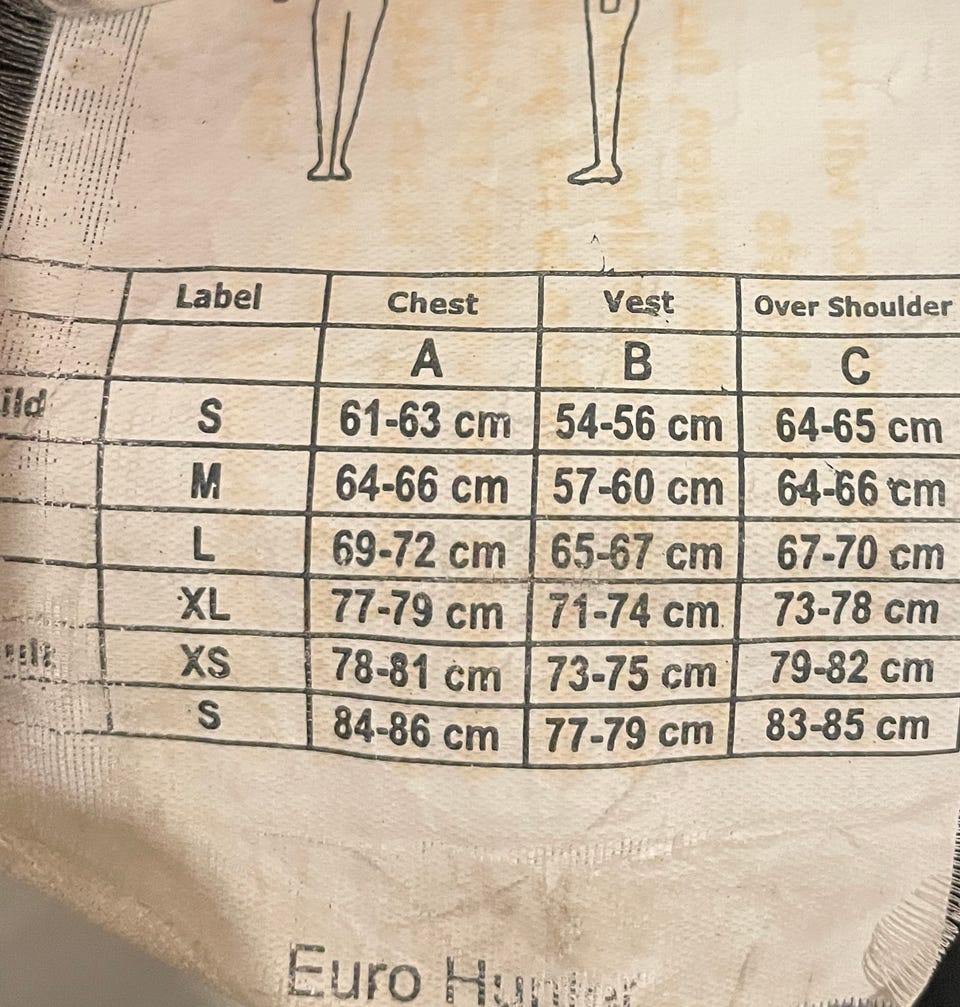 Label Chest Vest Over Shoulder
A B C
ild S 61-63 cm 54-56 cm 64-65 cm
M 64-66 cm 57-60 cm 64-66 cm
L 69-72 cm 65-67 cm 67-70 cm
XL 77-79 cm 71-74 cm 73-78 cm
ult XS 78-81 cm 73-75 cm 79-82 cm
S 84-86 cm 77-79 cm 83-85 cm
Euro